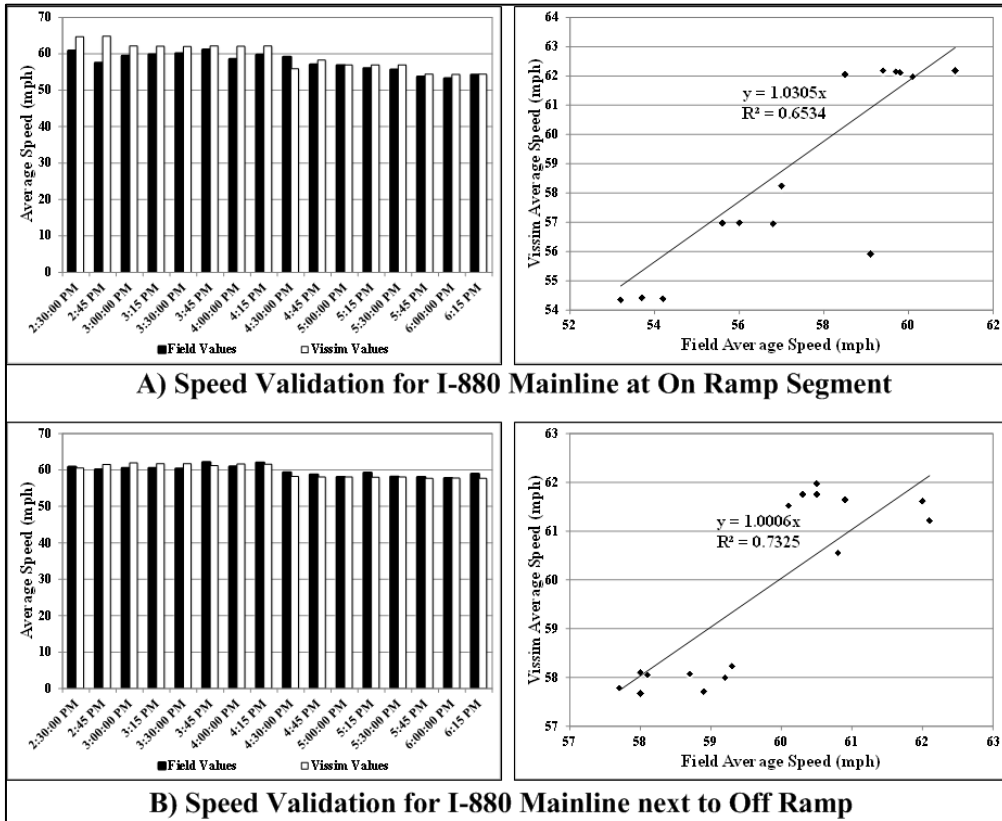 70
60
50
40
30
20
10
0
Average Speed (mph)
2:30:00 PM
2:45 PM
3:00:00 PM
3:15 PM
3:30:00 PM
3:45 PM
4:00:00 PM
4:15 PM
4:30:00 PM
4:45 PM
5:00:00 PM
5:15 PM
5:30:00 PM
5:45 PM
6:00:00 PM
6:15 PM
Field Values
Vissim Values
64
63
62
61
60
59
58
57
56
55
54
Vissim Average Speed (mph)
y = 1.0305x
R² = 0.6534
52
54
56
58
60
62
Field Average Speed (mph)
A) Speed Validation for I-880 Mainline at On Ramp Segment
70
60
50
40
30
20
10
0
Average Speed (mph)
2:30:00 PM
2:45 PM
3:00:00 PM
3:15 PM
3:30:00 PM
3:45 PM
4:00:00 PM
4:15 PM
4:30:00 PM
4:45 PM
5:00:00 PM
5:15 PM
5:30:00 PM
5:45 PM
6:00:00 PM
6:15 PM
Field Values
Vissim Values
63
62
61
60
59
58
57
Vissim Average Speed (mph)
y = 1.0006x
R² = 0.7325
57
58
59
60
61
62
63
Field Average Speed (mph)
B) Speed Validation for I-880 Mainline next to Off Ramp